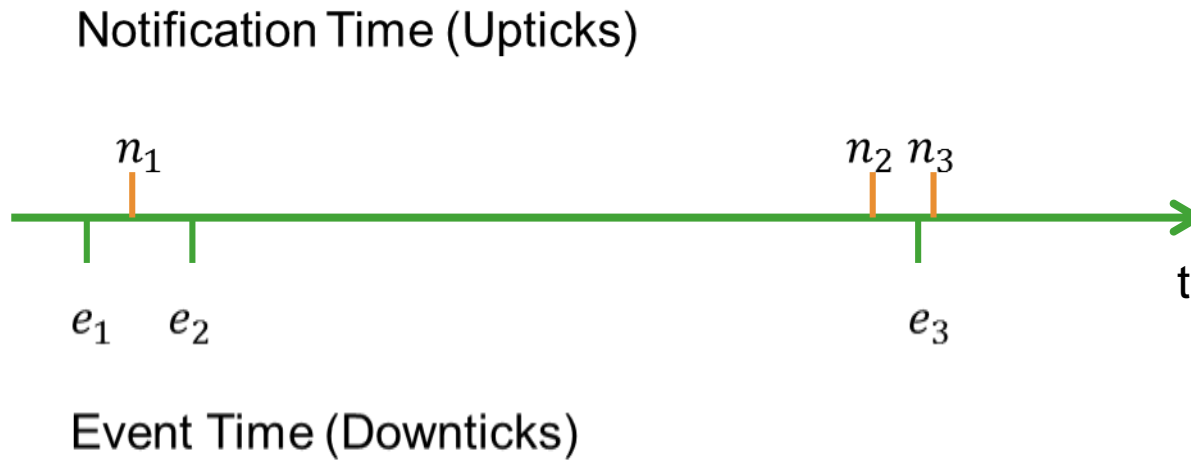 Notification Time (Upticks)
n₁ n₂ n₃
t
e₁ e₂ e₃
Event Time (Downticks)